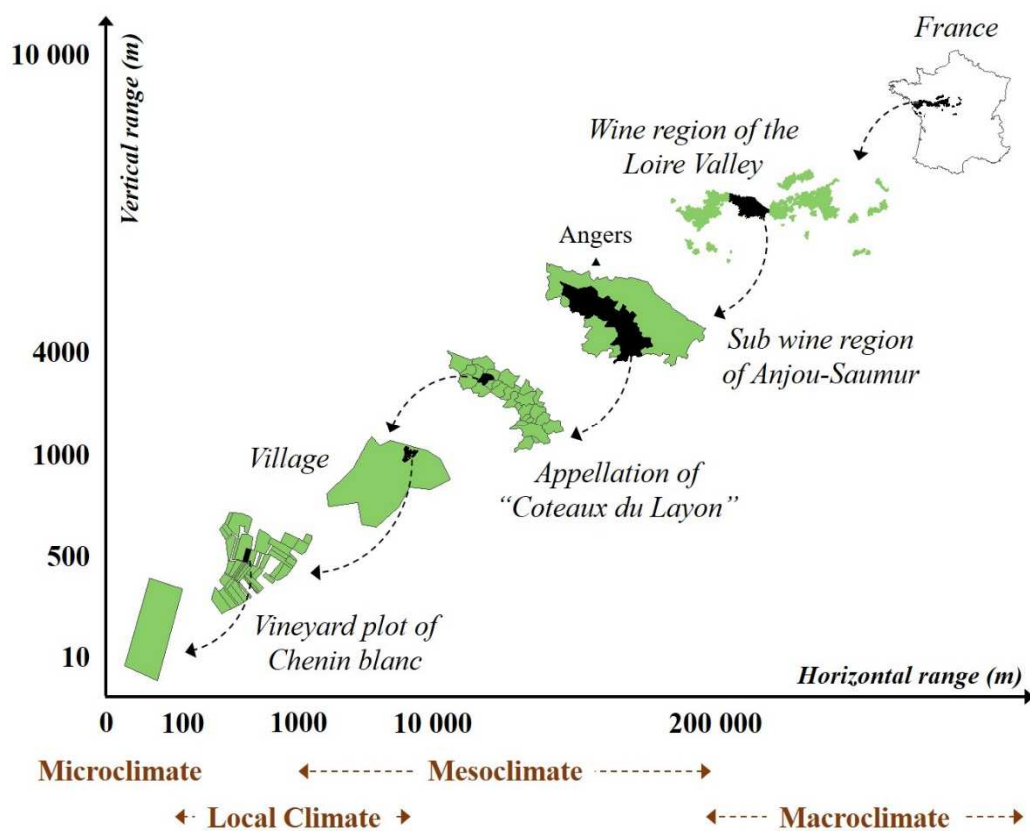 10 000
Vertical range (m)
France
Wine region of the
Loire Valley
Angers
4000
Sub wine region
of Anjou-Saumur
1000
Village
Appellation of
“Coteaux du Layon”
500
Vineyard plot of
Chenin blanc
10
Horizontal range (m)
0 100 1000 10 000 200 000
Microclimate Mesoclimate
Local Climate Macroclimate